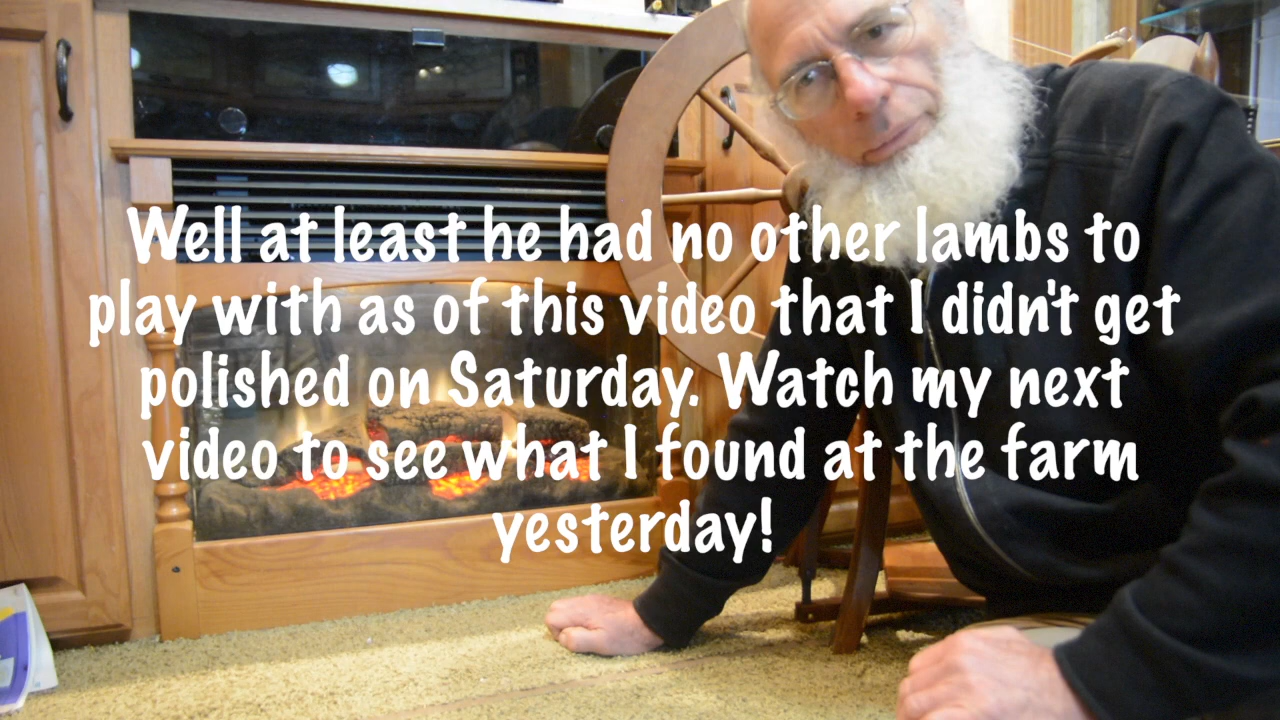 Well at least he had no other lambs to
play with as of this video that I didn't get
polished on Saturday. Watch my next
video to see what I found at the farm
yesterday!